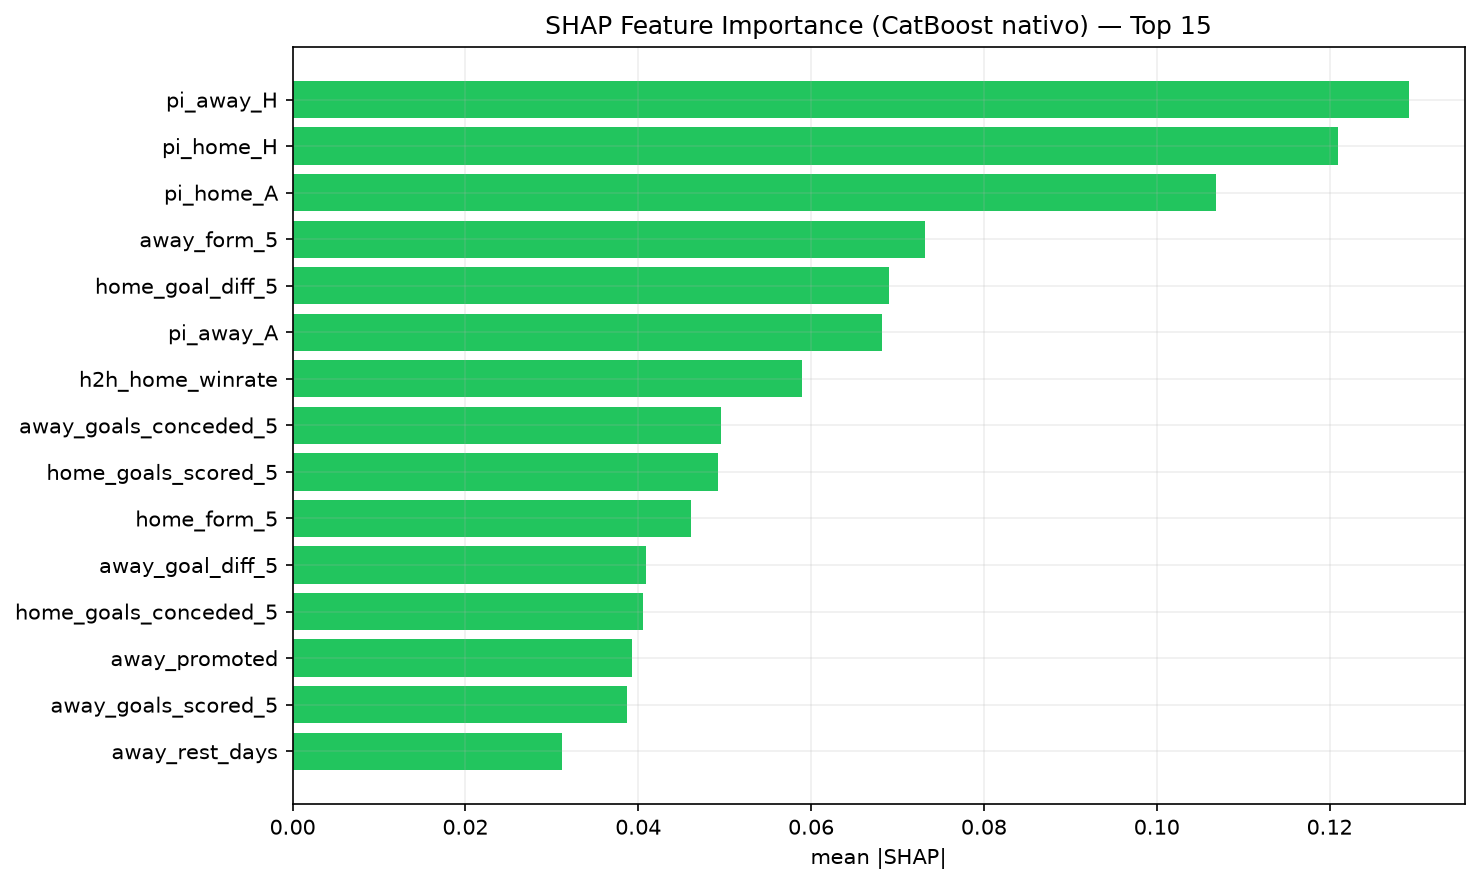 SHAP Feature Importance (CatBoost nativo) — Top 15
pi_away_H
pi_home_H
pi_home_A
away_form_5
home_goal_diff_5
pi_away_A
h2h_home_winrate
away_goals_conceded_5
home_goals_scored_5
home_form_5
away_goal_diff_5
home_goals_conceded_5
away_promoted
away_goals_scored_5
away_rest_days
0.00 0.02 0.04 0.06 0.08 0.10 0.12
mean |SHAP|